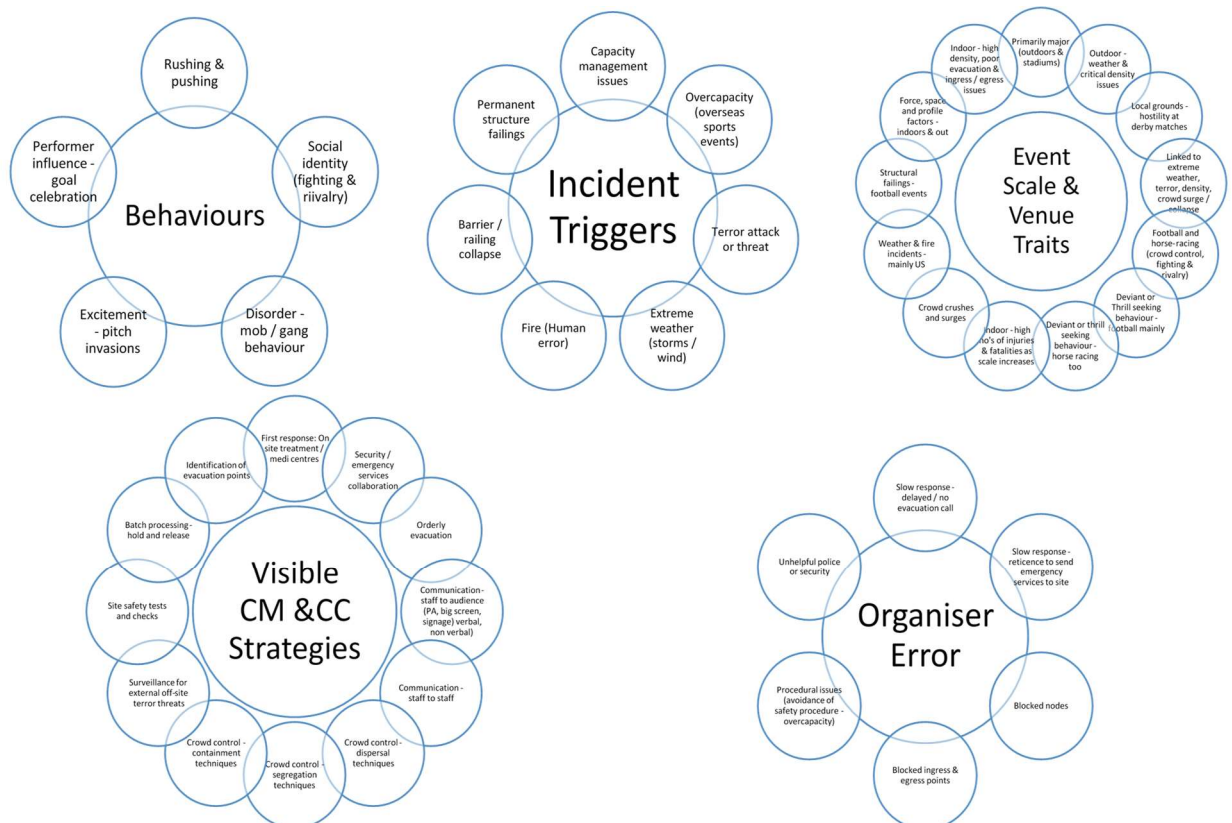 Behaviours
Rushing &
pushing
Social
identity
(fighting &
riivalry)
Disorder -
mob / gang
behaviour
Excitement
- pitch
invasions
Performer
influence -
goal
celebration
Incident
Triggers
Capacity
management
issues
Overcapacity
(overseas
sports
events)
Terror attack
or threat
Extreme
weather
(storms /
wind)
Fire (Human
error)
Barrier /
railing
collapse
Permanent
structure
failings
Event
Scale &
Venue
Traits
Primarily major
(outdoors &
stadiums)
Outdoor -
weather &
critical density
issues
Local grounds -
hostility at
derby matches
Linked to
extreme
weather,
terror, density,
crowd surge /
collapse
Football and
horse-racing
(crowd control,
fighting &
rivalry)
Deviant or
Thrill seeking
behaviour -
football mainly
Deviant or thrill
seeking
behaviour -
horse racing
too
Indoor - high
no's of injuries
& fatalities as
scale increases
Crowd crushes
and surges
Weather & fire
incidents -
mainly US
Structural
failings -
football events
Force, space
and profile
factors -
indoors & out
Indoor - high
density, poor
evacuation &
ingress / egress
issues
Visible
CM &CC
Strategies
First response: On
site treatment /
medi centres
Security /
emergency
services
collaboration
Orderly
evacuation
Communication -
staff to audience
(PA, big screen,
signage) verbal,
non verbal)
Communication -
staff to staff
Crowd control -
dispersal
techniques
Crowd control -
segregation
techniques
Crowd control -
containment
techniques
Surveillance for
external off-site
terror threats
Site safety tests
and checks
Batch processing -
hold and release
Identification of
evacuation points
Organiser
Error
Slow response -
delayed / no
evacuation call
Slow response -
reticence to send
emergency
services to site
Blocked nodes
Blocked ingress &
egress points
Procedural issues
(avoidance of
safety procedure -
overcapacity)
Unhelpful police
or security